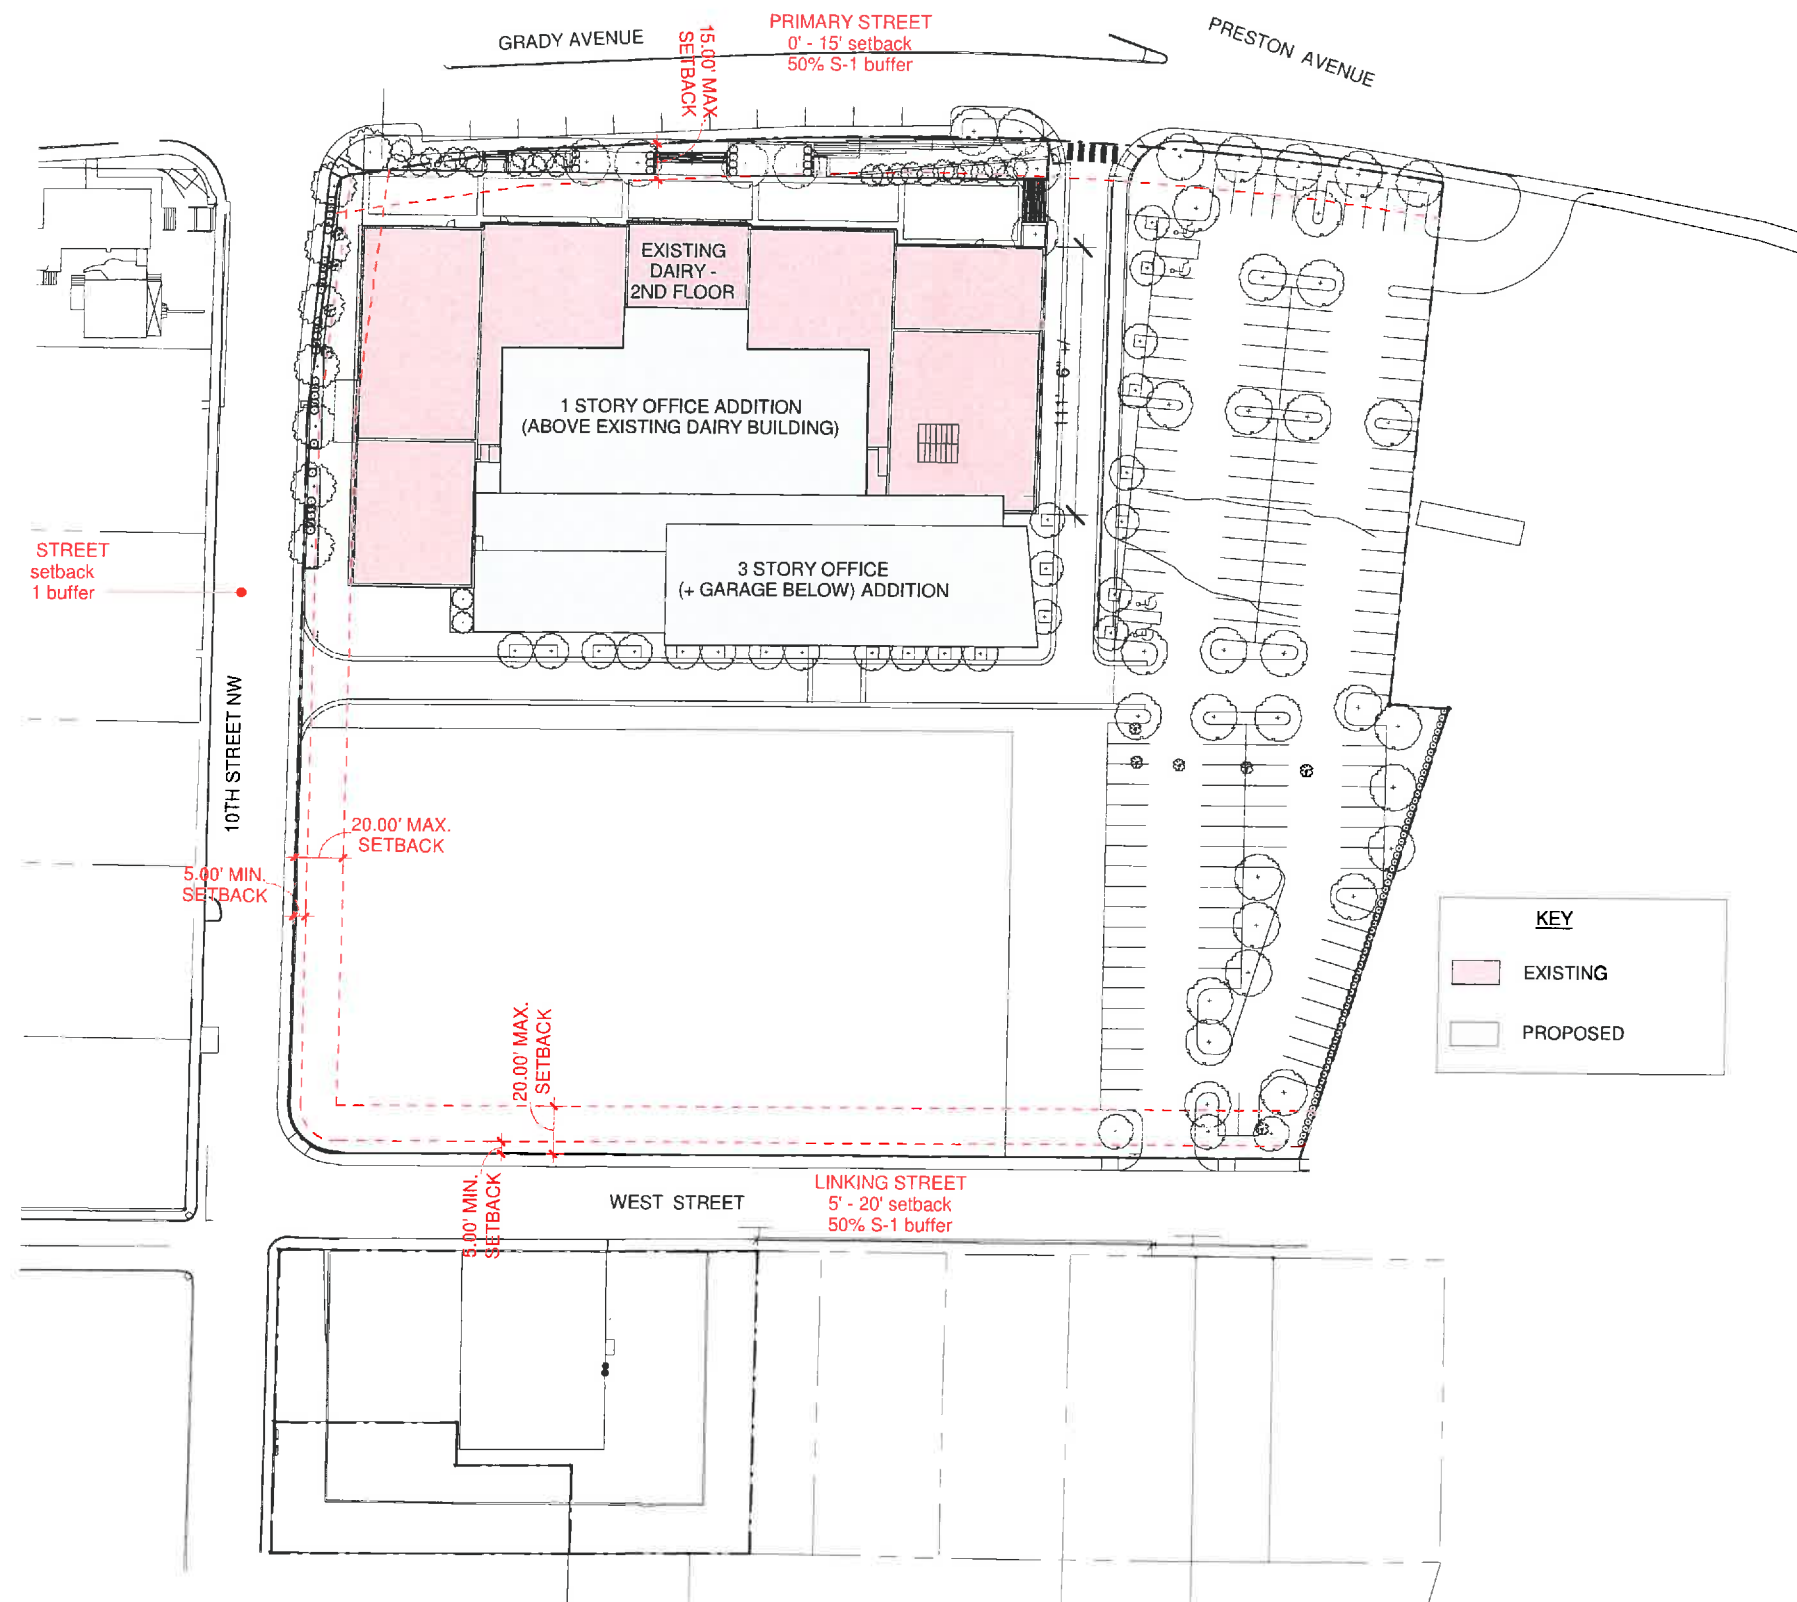 GRADY AVENUE
PRIMARY STREET
0' - 15' setback
50% S-1 buffer
PRESTON AVENUE
15.00' MAX
SETBACK
EXISTING
DAIRY -
2ND FLOOR
1 STORY OFFICE ADDITION
(ABOVE EXISTING DAIRY BUILDING)
3 STORY OFFICE
(+ GARAGE BELOW) ADDITION
STREET
setback
1 buffer
10TH STREET NW
20.00' MAX.
SETBACK
5.00' MIN.
SETBACK
20.00' MAX.
SETBACK
5.00' MIN.
SETBACK
WEST STREET
LINKING STREET
5' - 20' setback
50% S-1 buffer
KEY
EXISTING
PROPOSED